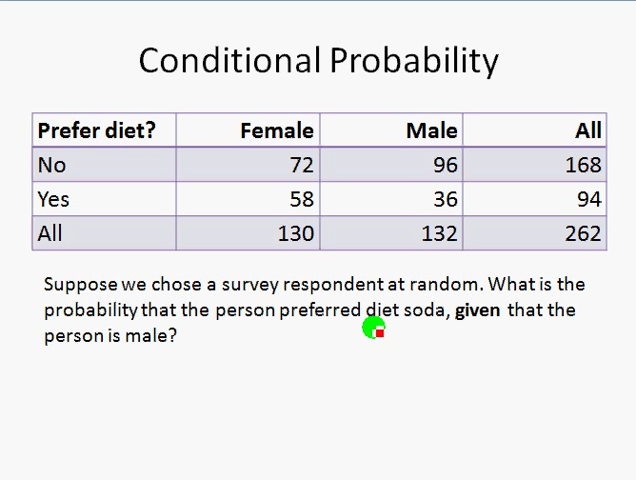 Conditional Probability
Prefer diet? Female Male All
No 72 96 168
Yes 58 36 94
All 130 132 262
Suppose we chose a survey respondent at random. What is the
probability that the person preferred diet soda, given that the
person is male?